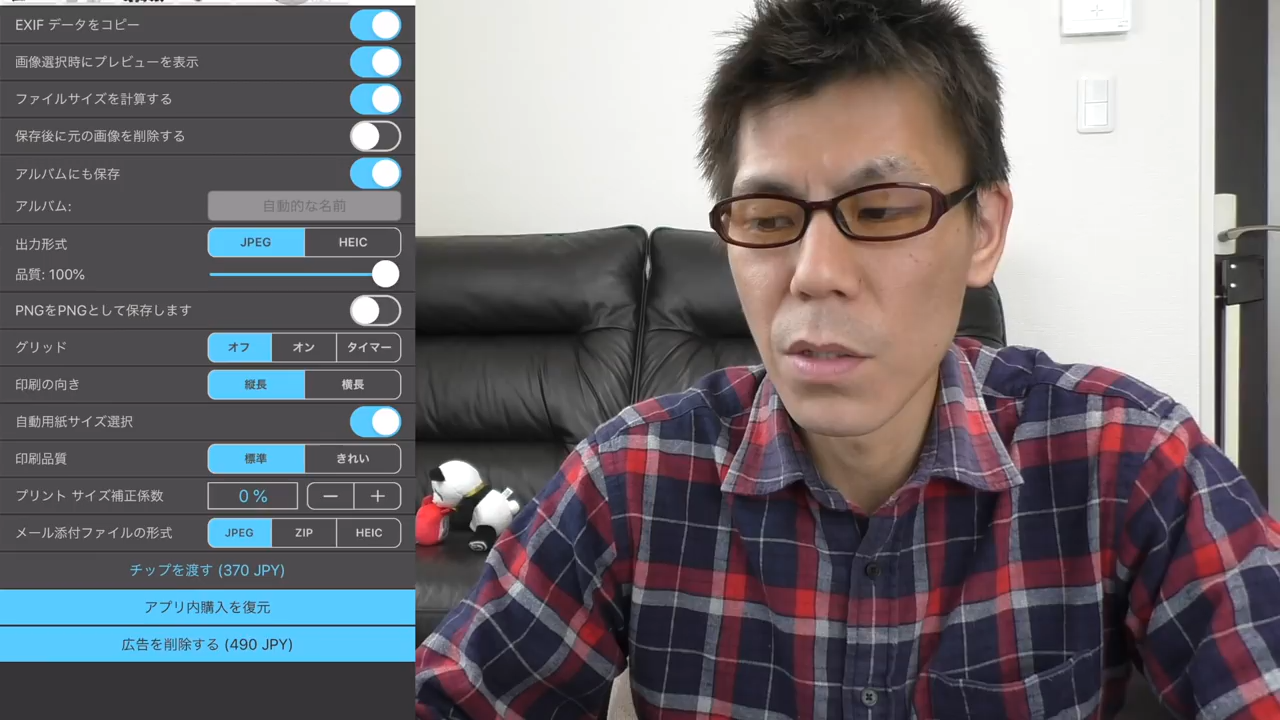 EXIF データをコピー
画像選択時にプレビューを表示
ファイルサイズを計算する
保存後に元の画像を削除する
アルバムにも保存
アルバム: 自動的な名前
出力形式 JPEG HEIC
品質: 100%
PNGをPNGとして保存します
グリッド オフ オン タイマー
印刷の向き 縦長 横長
自動用紙サイズ選択
印刷品質 標準 きれい
プリント サイズ補正係数 0 % — +
メール添付ファイルの形式 JPEG ZIP HEIC
チップを渡す (370 JPY)
アプリ内購入を復元
広告を削除する (490 JPY)